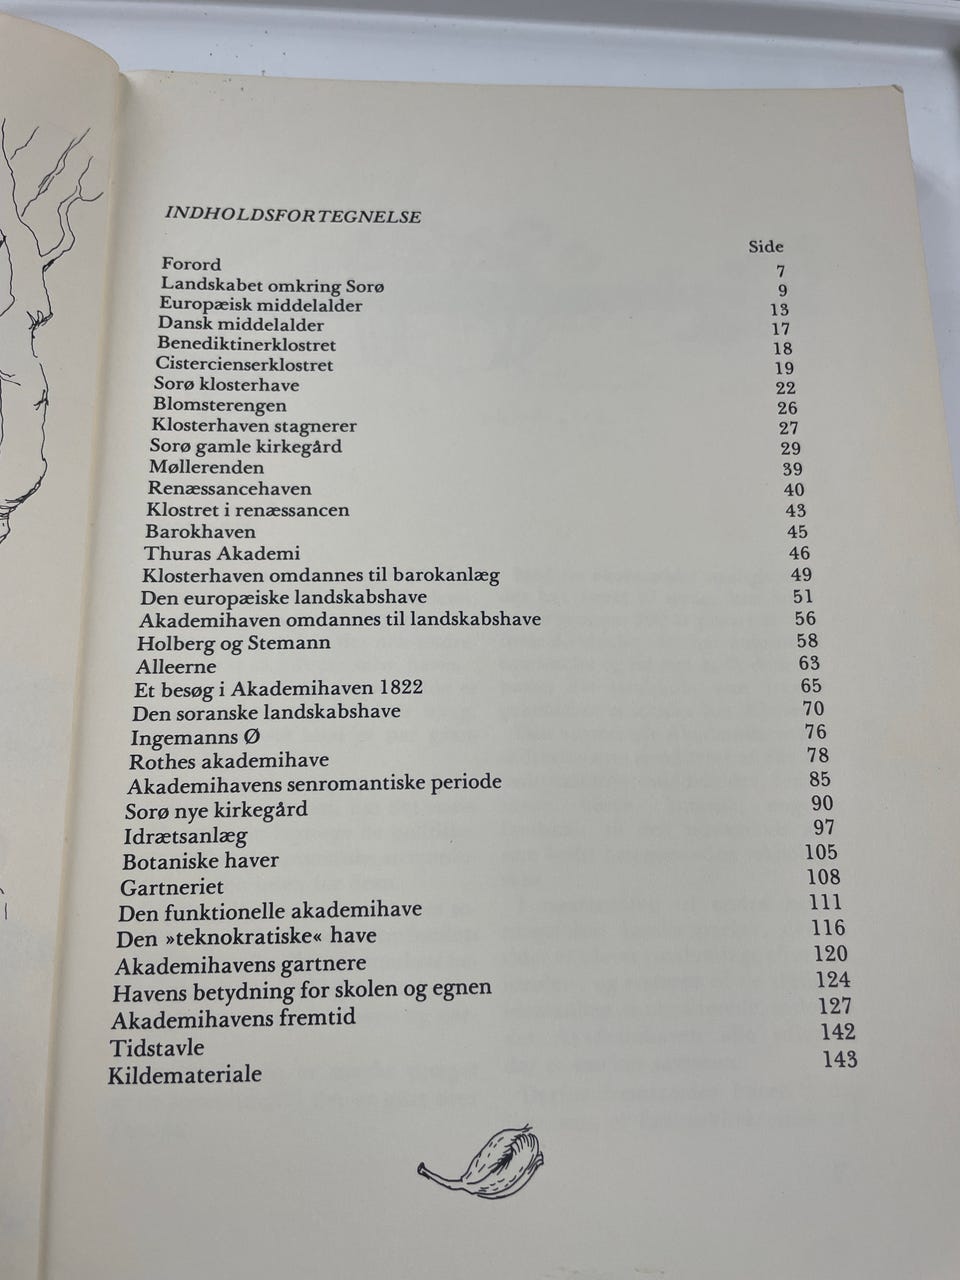 INDHOLDSFORTEGNELSE
Side
Forord 7
Landskabet omkring Sorø 9
Europæisk middelalder 13
Dansk middelalder 17
Benediktinerklostret 18
Cistercienserklostret 19
Sorø klosterhave 22
Blomsterengen 26
Klosterhaven stagnerer 27
Sorø gamle kirkegård 29
Møllerenden 39
Renæssancehaven 40
Klostret i renæssancen 43
Barokhaven 45
Thuras Akademi 46
Klosterhaven omdannes til barokanlæg 49
Den europæiske landskabshave 51
Akademihaven omdannes til landskabshave 56
Holberg og Stemann 58
Alleerne 63
Et besøg i Akademihaven 1822 65
Den soranske landskabshave 70
Ingemanns Ø 76
Rothes akademihave 78
Akademihavens senromantiske periode 85
Sorø nye kirkegård 90
Idrætsanlæg 97
Botaniske haver 105
Gartneriet 108
Den funktionelle akademihave 111
Den »teknokratiske« have 116
Akademihavens gartnere 120
Havens betydning for skolen og egnen 124
Akademihavens fremtid 127
Tidstavle 142
Kildemateriale 143